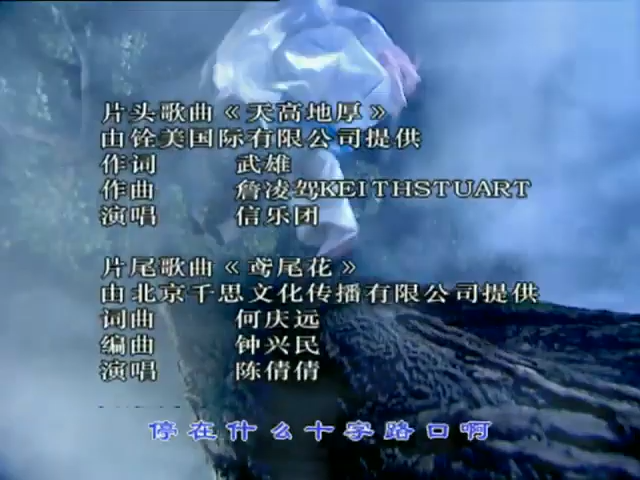 片头歌曲《天高地厚》
由铨美国际有限公司提供
作词 武雄
作曲 詹凌驾KEITHSTUART
演唱 信乐团
片尾歌曲《鸢尾花》
由北京千思文化传播有限公司提供
词曲 何庆远
编曲 钟兴民
演唱 陈倩倩
停在什么十字路口啊